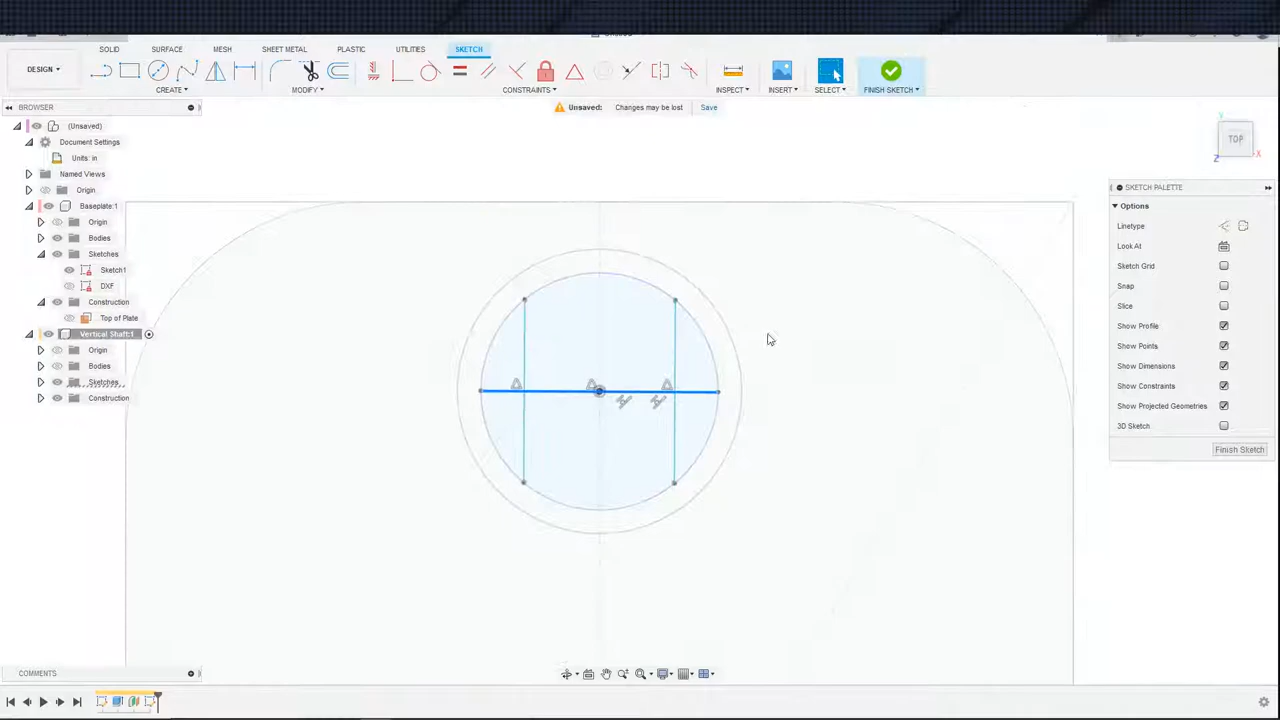 SOLID SURFACE MESH SHEET METAL PLASTIC UTILITIES SKETCH
DESIGN
CREATE MODIFY CONSTRAINTS INSPECT INSERT SELECT FINISH SKETCH
BROWSER
Unsaved: Changes may be lost Save
(Unsaved)
Document Settings
Units: in
Named Views
Origin
Baseplate:1
Origin
Bodies
Sketches
Sketch1
DXF
Construction
Top of Plate
Vertical Shaft:1
Origin
Bodies
Sketches
Construction
Y
TOP
X
Z
SKETCH PALETTE
Options
Linetype
Look At
Sketch Grid
Snap
Slice
Show Profile
Show Points
Show Dimensions
Show Constraints
Show Projected Geometries
3D Sketch
Finish Sketch
COMMENTS